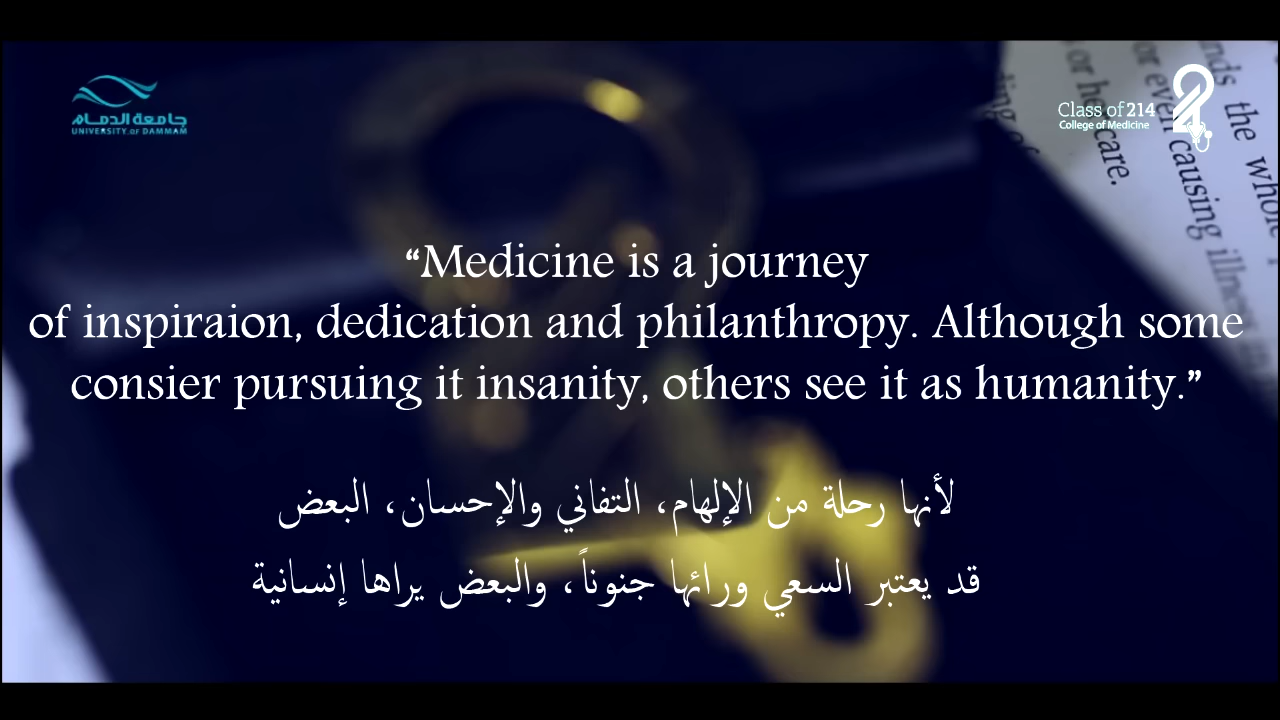 جامعة الدمام
UNIVERSITY OF DAMMAM
Class of 214
College of Medicine
nds the whole
or even causing illness
or health care.
“Medicine is a journey
of inspiraion, dedication and philanthropy. Although some
consier pursuing it insanity, others see it as humanity.”
لأنها رحلة من الإلهام، التفاني والإحسان، البعض
قد يعتبر السعي ورائها جنوناً، والبعض يراها إنسانية